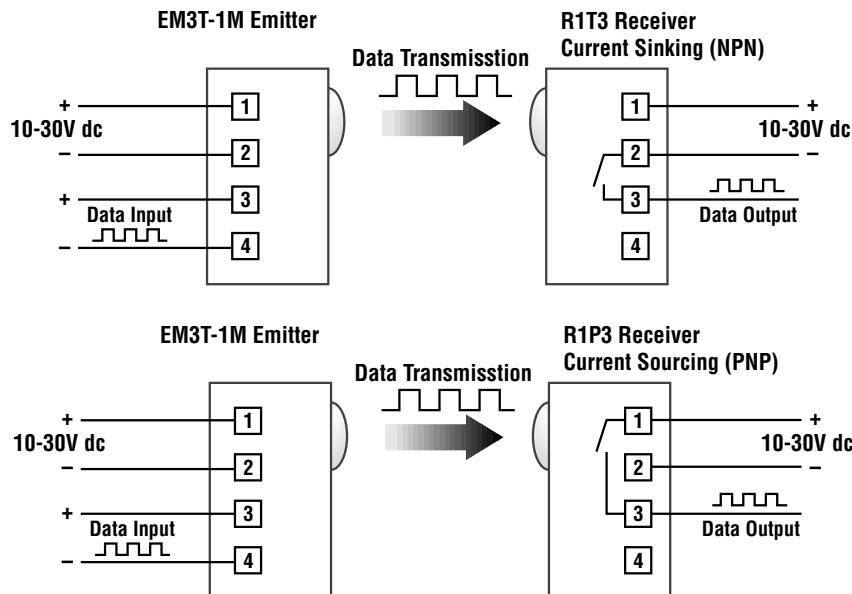 EM3T-1M Emitter
R1T3 Receiver
Current Sinking (NPN)
Data Transmisstion
+
10-30V dc
–
+
Data Input
–
1
2
3
4
1
2
3
4
+
10-30V dc
–
Data Output
EM3T-1M Emitter
R1P3 Receiver
Current Sourcing (PNP)
Data Transmisstion
+
10-30V dc
–
+
Data Input
–
1
2
3
4
1
2
3
4
+
10-30V dc
–
Data Output